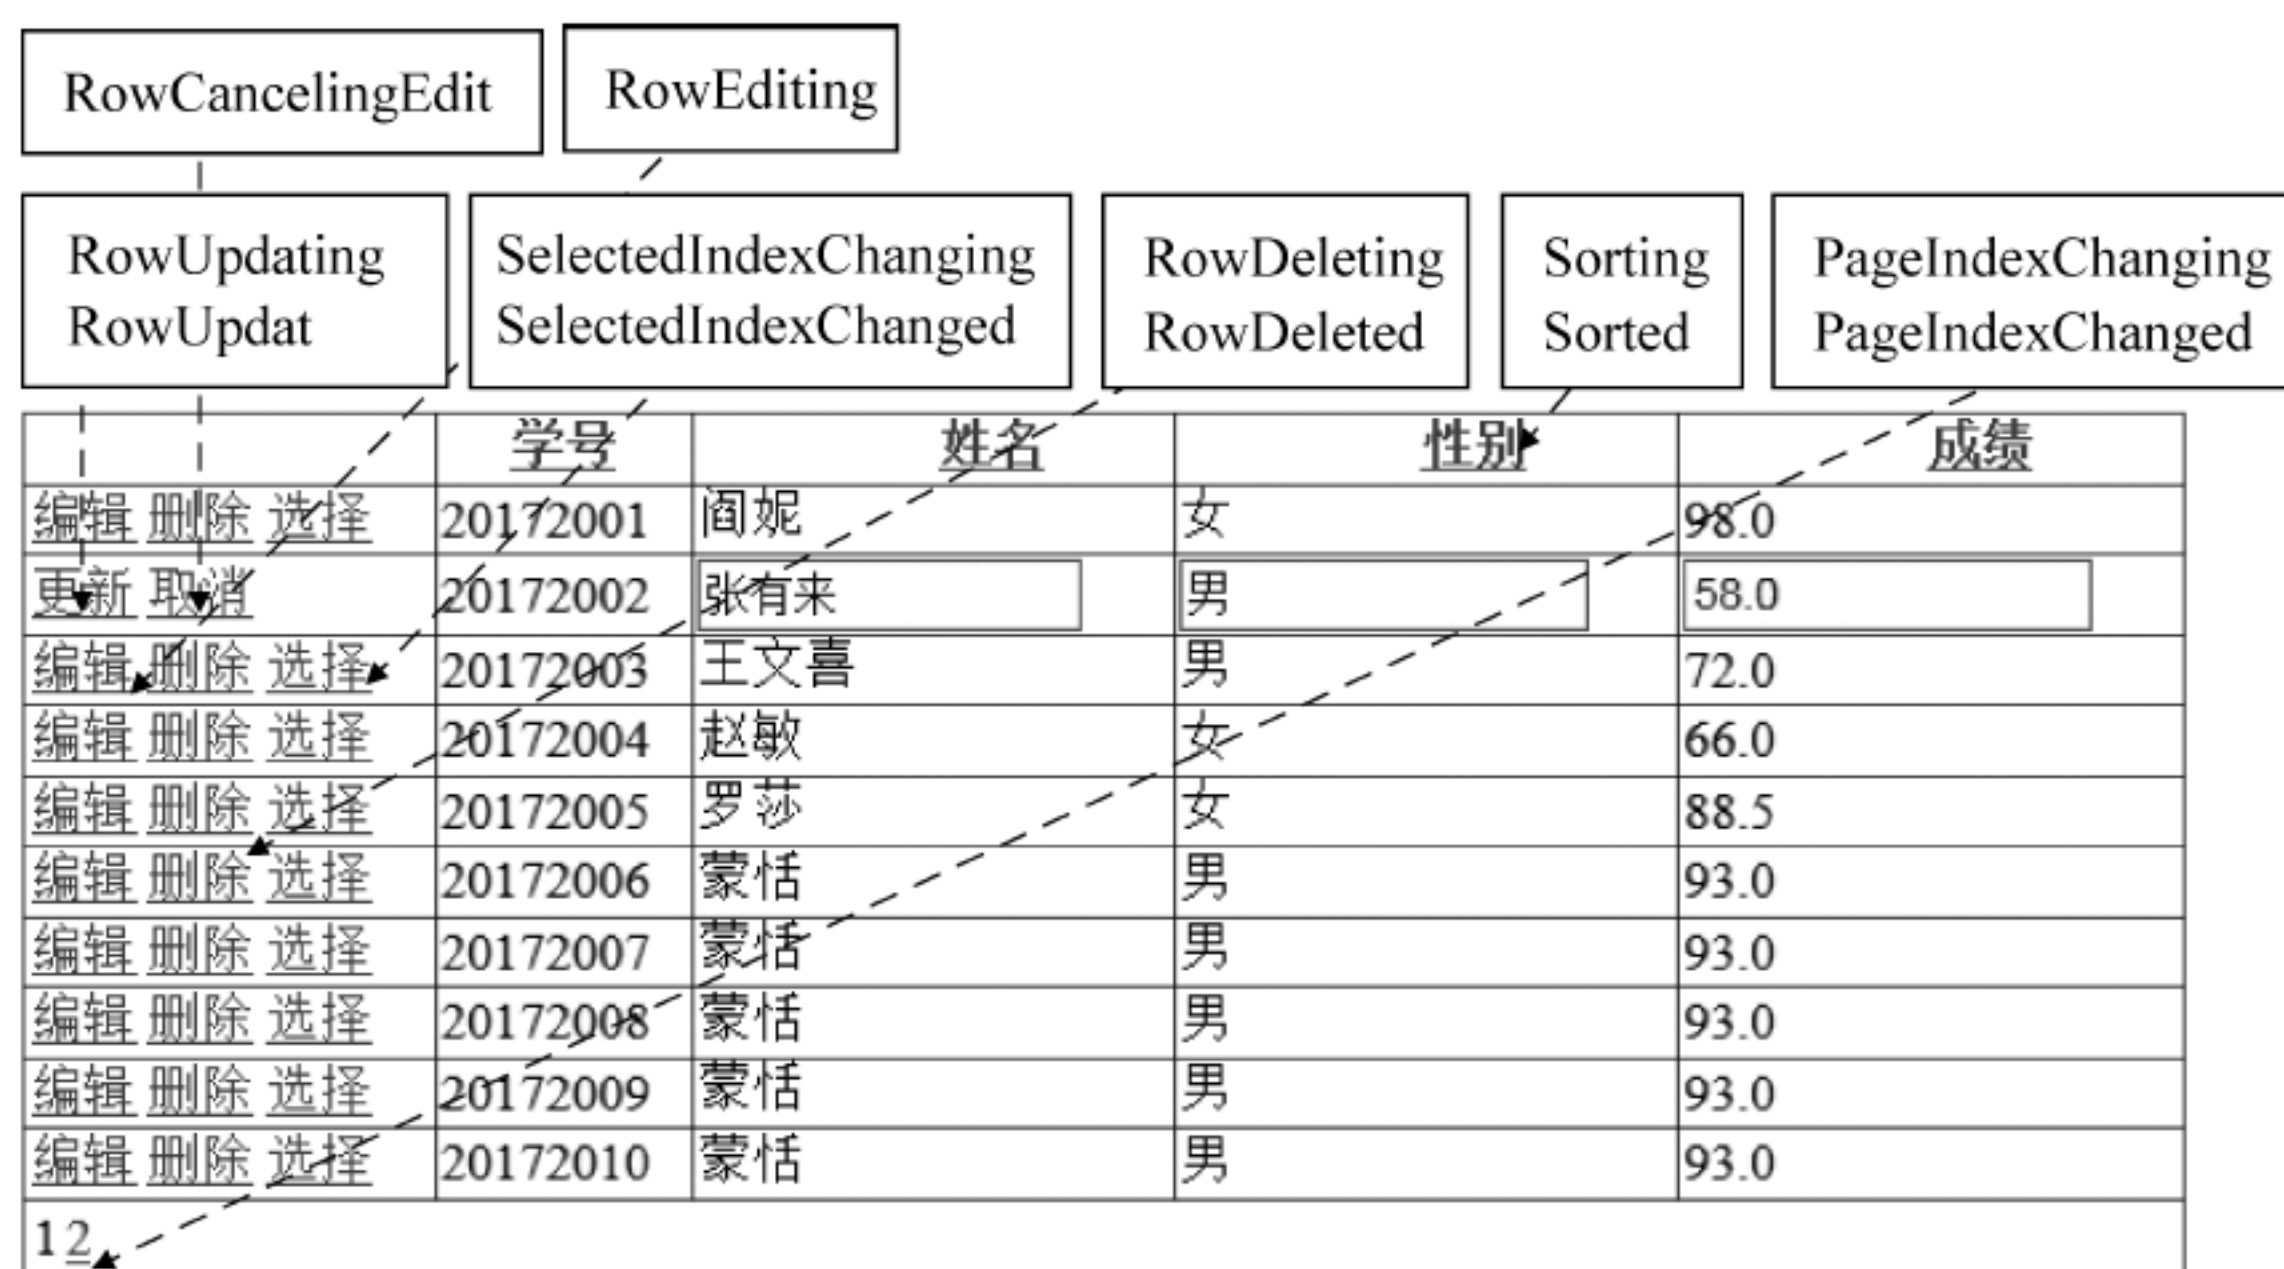 RowCancelingEdit
RowEditing
RowUpdating
RowUpdat
SelectedIndexChanging
SelectedIndexChanged
RowDeleting
RowDeleted
Sorting
Sorted
PageIndexChanging
PageIndexChanged
学号 姓名 性别 成绩
编辑 删除 选择 20172001 阎妮 女 98.0
更新 取消 20172002 张有来 男 58.0
编辑 删除 选择 20172003 王文喜 男 72.0
编辑 删除 选择 20172004 赵敏 女 66.0
编辑 删除 选择 20172005 罗莎 女 88.5
编辑 删除 选择 20172006 蒙恬 男 93.0
编辑 删除 选择 20172007 蒙恬 男 93.0
编辑 删除 选择 20172008 蒙恬 男 93.0
编辑 删除 选择 20172009 蒙恬 男 93.0
编辑 删除 选择 20172010 蒙恬 男 93.0
1 2